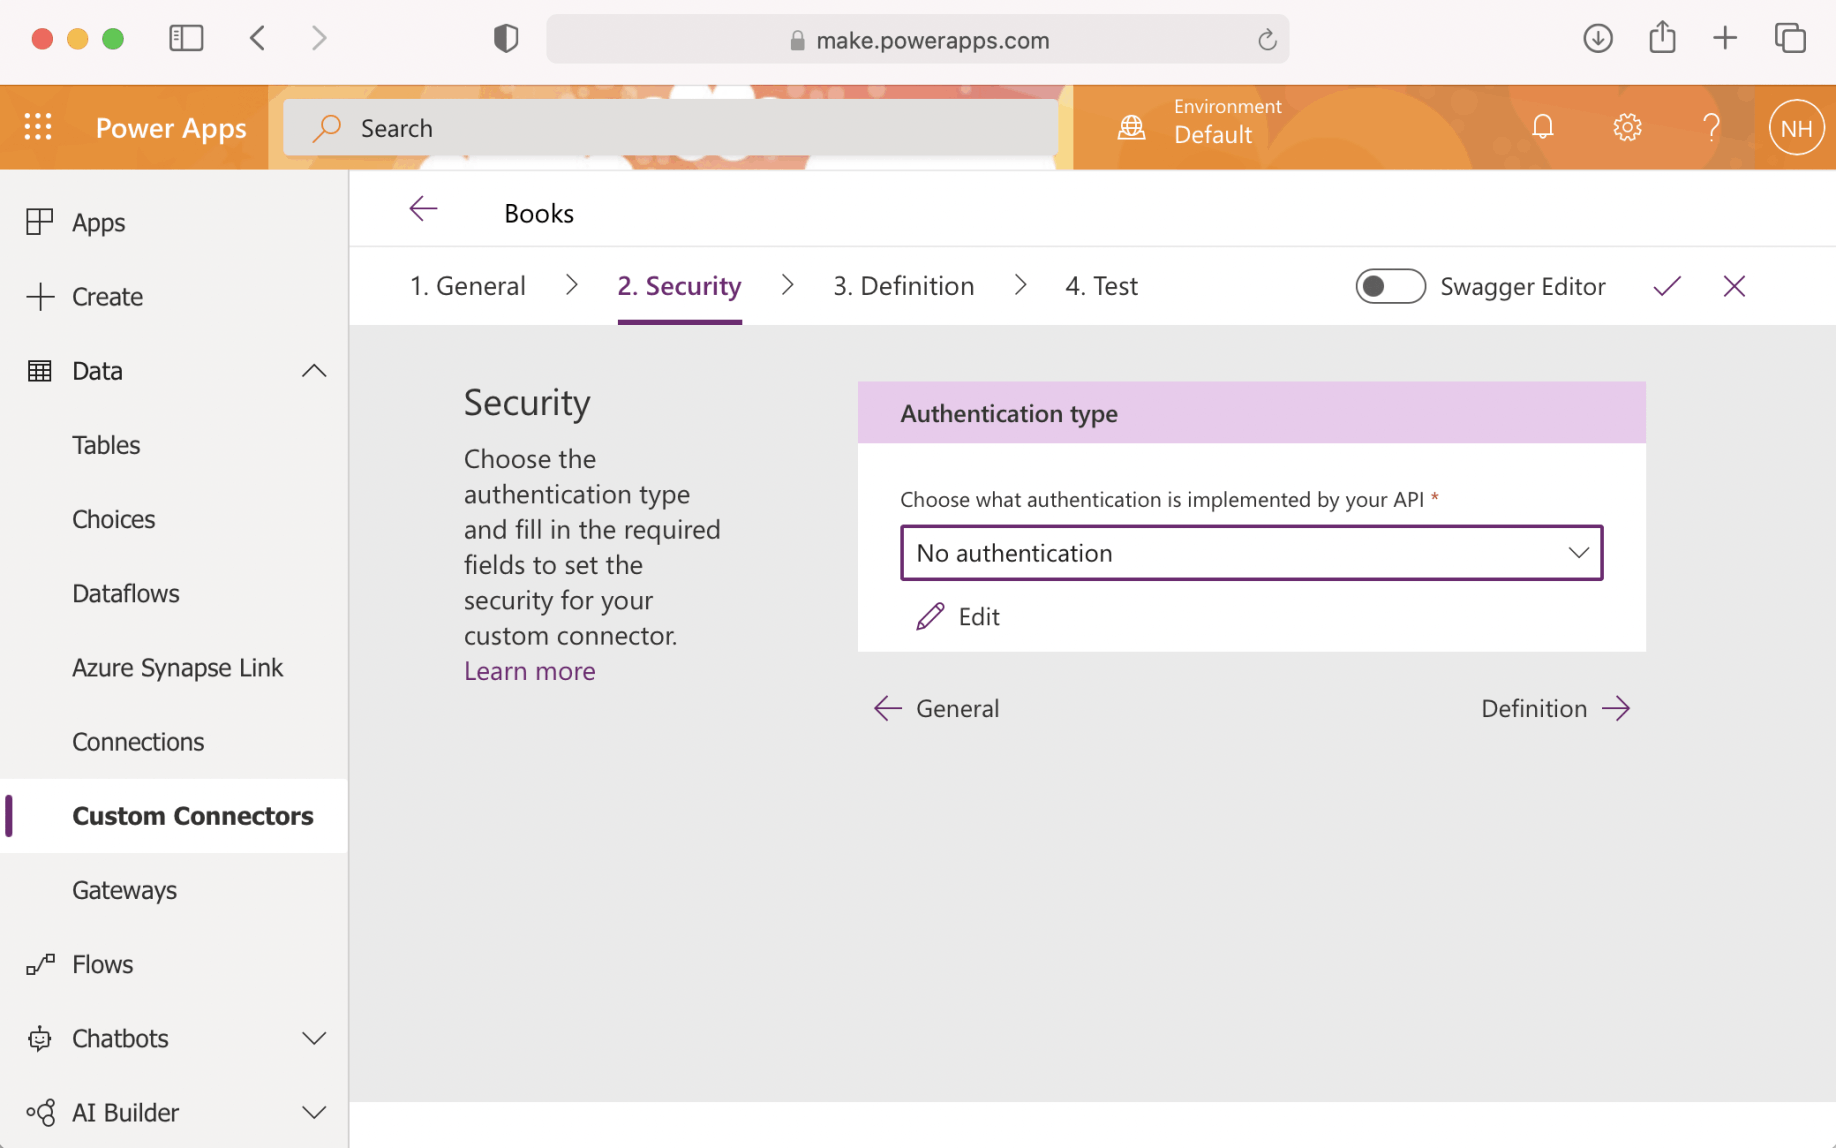 make.powerapps.com
Power Apps
Search
Environment
Default
NH
Apps
Create
Data
Tables
Choices
Dataflows
Azure Synapse Link
Connections
Custom Connectors
Gateways
Flows
Chatbots
AI Builder
Books
1. General
2. Security
3. Definition
4. Test
Swagger Editor
Security
Choose the
authentication type
and fill in the required
fields to set the
security for your
custom connector.
Learn more
Authentication type
Choose what authentication is implemented by your API *
No authentication
Edit
General
Definition